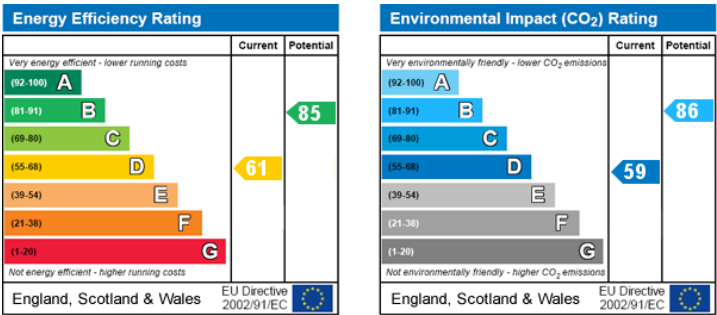 Energy Efficiency Rating
Current Potential
Very energy efficient - lower running costs
(92-100) A
(81-91) B
85
(69-80) C
(55-68) D
61
(39-54) E
(21-38) F
(1-20) G
Not energy efficient - higher running costs
England, Scotland & Wales
EU Directive
2002/91/EC
Environmental Impact (CO₂) Rating
Current Potential
Very environmentally friendly - lower CO₂ emissions
(92-100) A
(81-91) B
86
(69-80) C
(55-68) D
59
(39-54) E
(21-38) F
(1-20) G
Not environmentally friendly - higher CO₂ emissions
England, Scotland & Wales
EU Directive
2002/91/EC